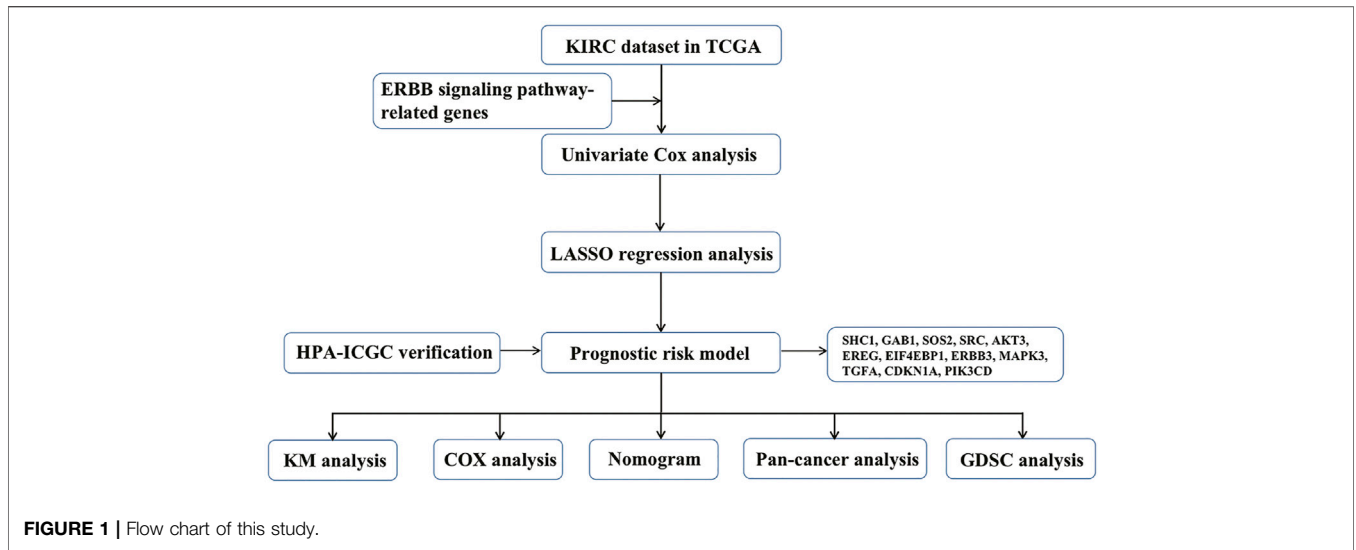 KIRC dataset in TCGA
ERBB signaling pathway-
related genes
Univariate Cox analysis
LASSO regression analysis
HPA-ICGC verification
Prognostic risk model
SHC1, GAB1, SOS2, SRC, AKT3,
EREG, EIF4EBP1, ERBB3, MAPK3,
TGFA, CDKN1A, PIK3CD
KM analysis
COX analysis
Nomogram
Pan-cancer analysis
GDSC analysis
FIGURE 1 | Flow chart of this study.